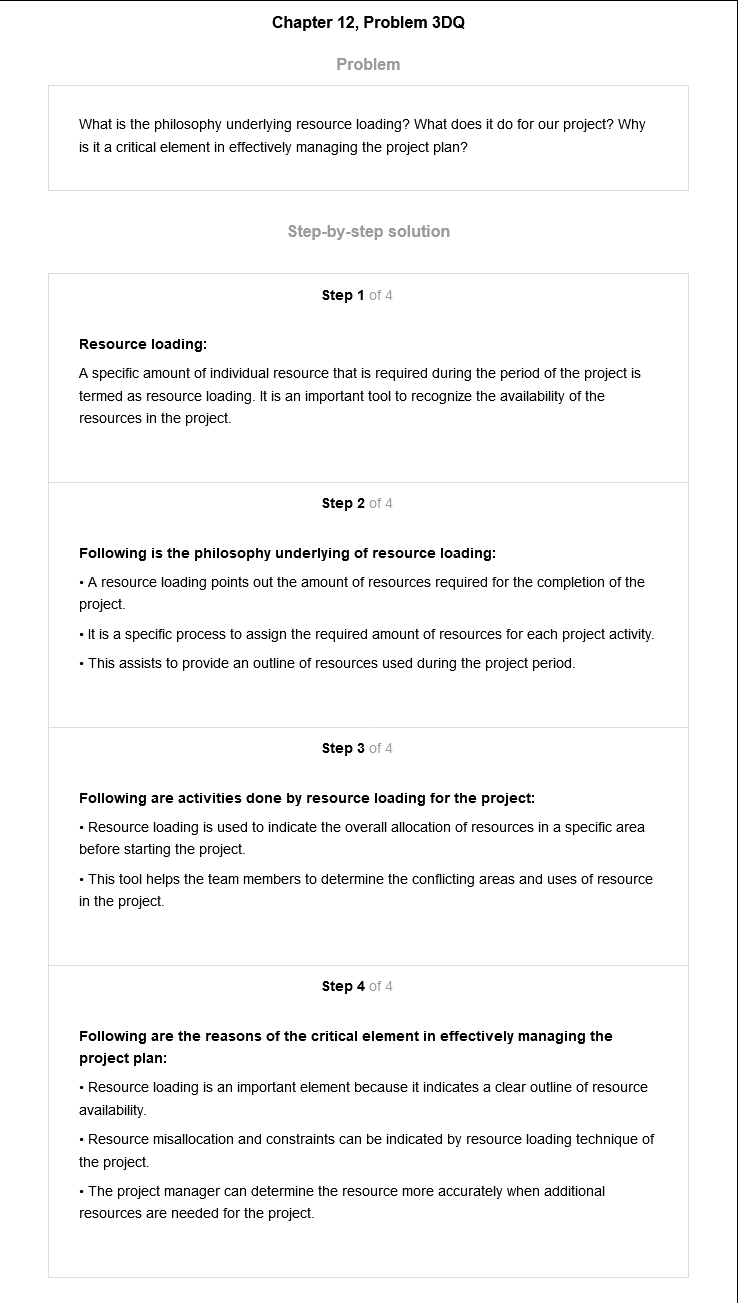 Chapter 12, Problem 3DQ
Problem
What is the philosophy underlying resource loading? What does it do for our project? Why
is it a critical element in effectively managing the project plan?
Step-by-step solution
Step 1 of 4
Resource loading:
A specific amount of individual resource that is required during the period of the project is
termed as resource loading. It is an important tool to recognize the availability of the
resources in the project.
Step 2 of 4
Following is the philosophy underlying of resource loading:
• A resource loading points out the amount of resources required for the completion of the
project.
• It is a specific process to assign the required amount of resources for each project activity.
• This assists to provide an outline of resources used during the project period.
Step 3 of 4
Following are activities done by resource loading for the project:
• Resource loading is used to indicate the overall allocation of resources in a specific area
before starting the project.
• This tool helps the team members to determine the conflicting areas and uses of resource
in the project.
Step 4 of 4
Following are the reasons of the critical element in effectively managing the
project plan:
• Resource loading is an important element because it indicates a clear outline of resource
availability.
• Resource misallocation and constraints can be indicated by resource loading technique of
the project.
• The project manager can determine the resource more accurately when additional
resources are needed for the project.